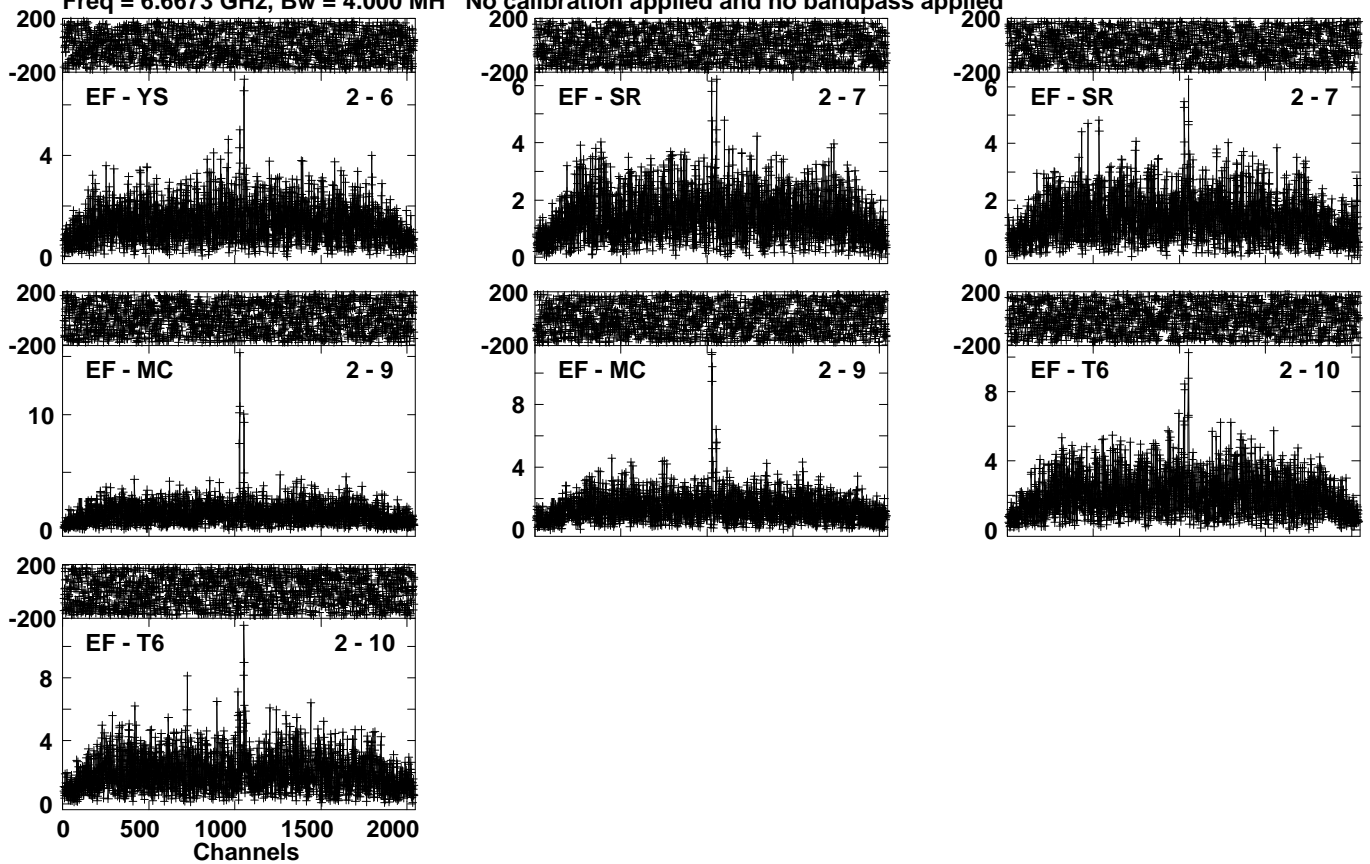 Freq = 6.6673 GHz, Bw = 4.000 MH No calibration applied and no bandpass applied
200 200 200
-200 -200 -200
EF - YS 2 - 6 EF - SR 2 - 7 EF - SR 2 - 7
6 6
4 4 4
2 2
0 0 0
200 200 200
-200 -200 -200
EF - MC 2 - 9 EF - MC 2 - 9 EF - T6 2 - 10
10 8 8
4 4
0 0 0
200
-200
EF - T6 2 - 10
8
4
0
0 500 1000 1500 2000
Channels